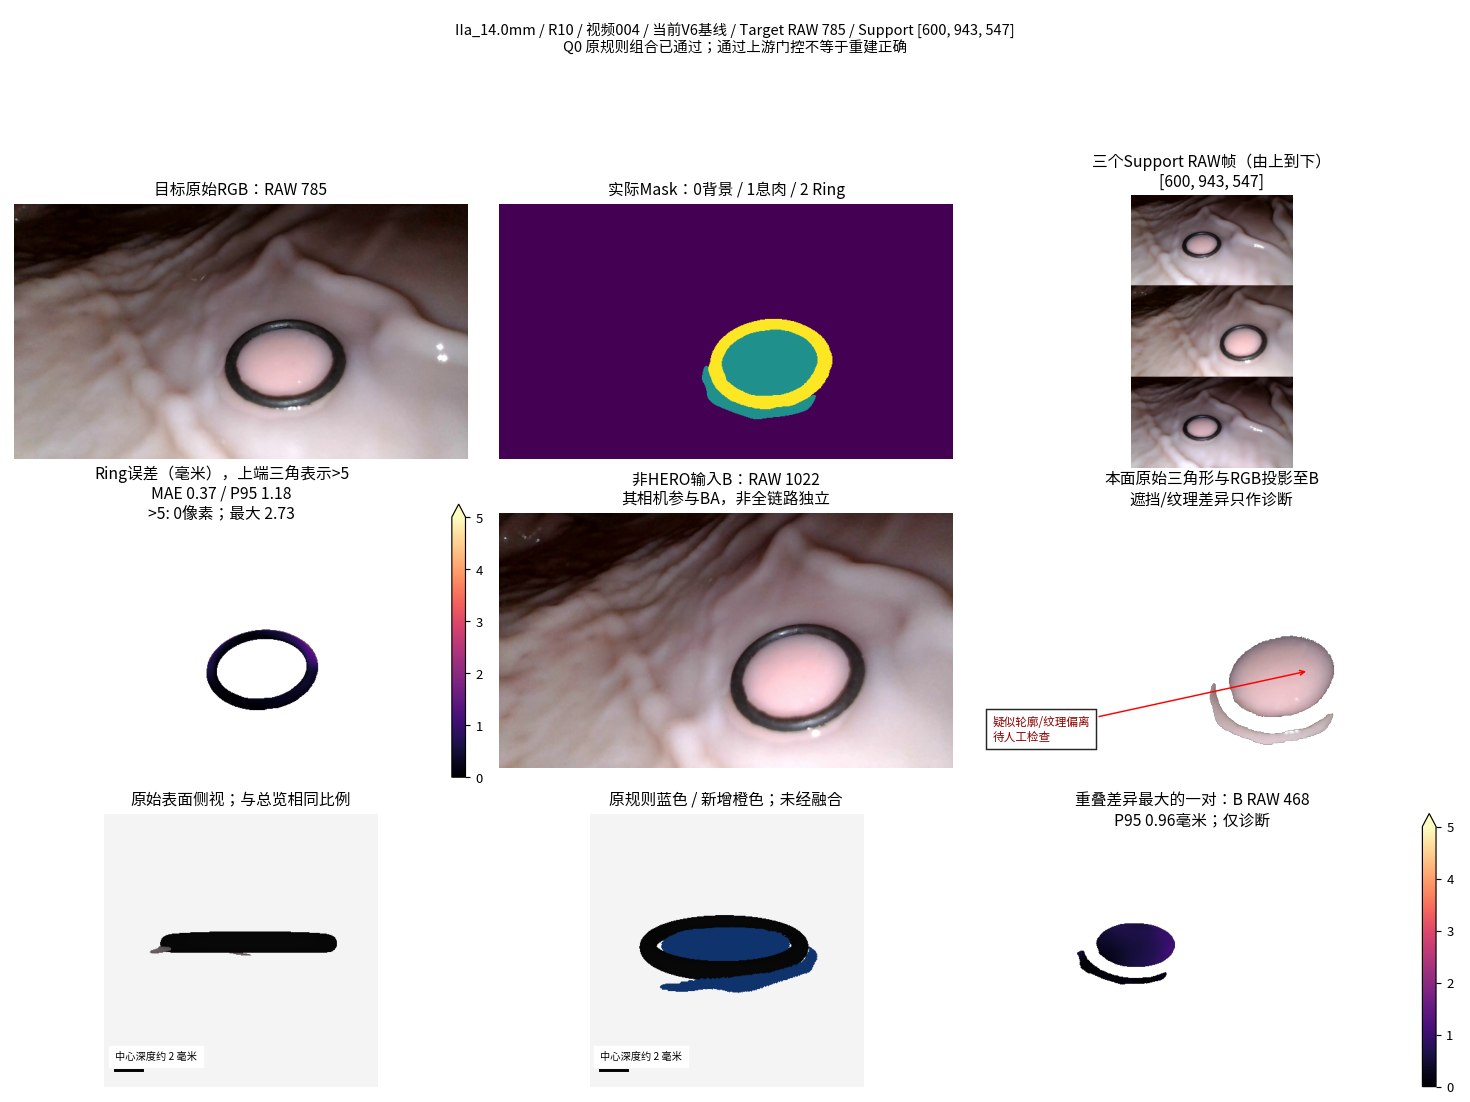 IIa_14.0mm / R10 / 视频004 / 当前V6基线 / Target RAW 785 / Support [600, 943, 547]
Q0 原规则组合已通过；通过上游门控不等于重建正确
目标原始RGB：RAW 785
实际Mask：0背景 / 1息肉 / 2 Ring
三个Support RAW帧（由上到下）
[600, 943, 547]
Ring误差（毫米），上端三角表示>5
MAE 0.37 / P95 1.18
>5: 0像素；最大 2.73
5
4
3
2
1
0
非HERO输入B：RAW 1022
其相机参与BA，非全链路独立
本面原始三角形与RGB投影至B
遮挡/纹理差异只作诊断
疑似轮廓/纹理偏离
待人工检查
原始表面侧视；与总览相同比例
中心深度约 2 毫米
原规则蓝色 / 新增橙色；未经融合
中心深度约 2 毫米
重叠差异最大的一对：B RAW 468
P95 0.96毫米；仅诊断
5
4
3
2
1
0